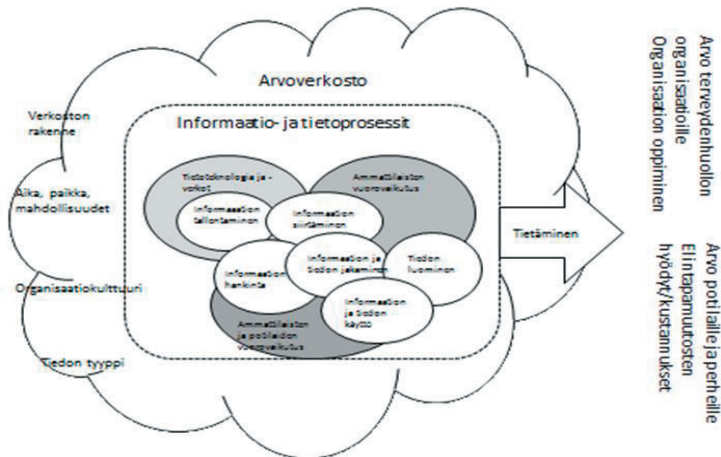 Arvoverkosto
Verkoston
rakenne
Aika, paikka,
mahdollisuudet
Organisaatiokulttuuri
Tiedon tyyppi
Informaatio- ja tietoprosessit
Tietoteknologia ja -
verkot
Informaation
tallentaminen
Informaation
siirtäminen
Ammattilaisten
vuorovaikutus
Informaation
hankinta
Informaation ja
tiedon jakaminen
Tiedon
luominen
Informaation
ja tiedon
käyttö
Ammattilaisten
ja potilaiden
vuorovaikutus
Tietäminen
Arvo terveydenhuollon
organisaatioille
Organisaation oppiminen
Arvo potilaille ja perheille
Elintapamuutosten
hyödyt/kustannukset